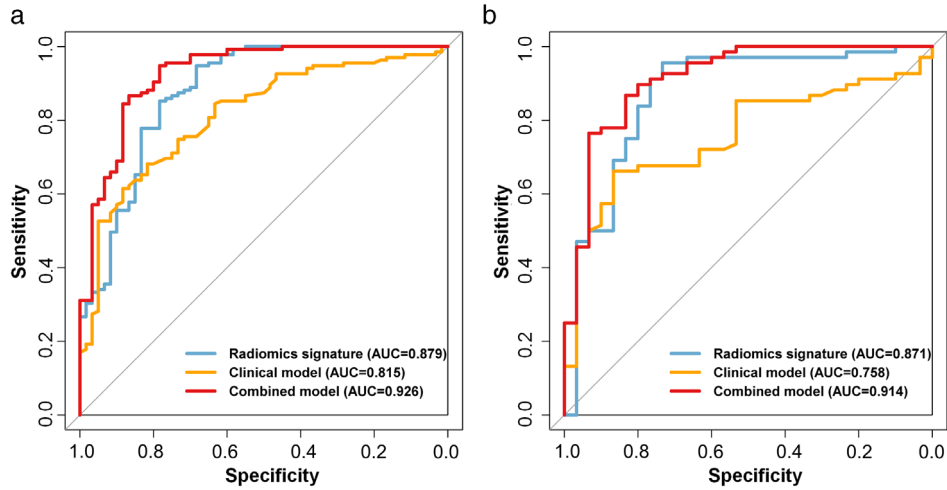 a
1.0
0.8
0.6
0.4
0.2
0.0
Sensitivity
Radiomics signature (AUC=0.879)
Clinical model (AUC=0.815)
Combined model (AUC=0.926)
1.0 0.8 0.6 0.4 0.2 0.0
Specificity
b
1.0
0.8
0.6
0.4
0.2
0.0
Sensitivity
Radiomics signature (AUC=0.871)
Clinical model (AUC=0.758)
Combined model (AUC=0.914)
1.0 0.8 0.6 0.4 0.2 0.0
Specificity